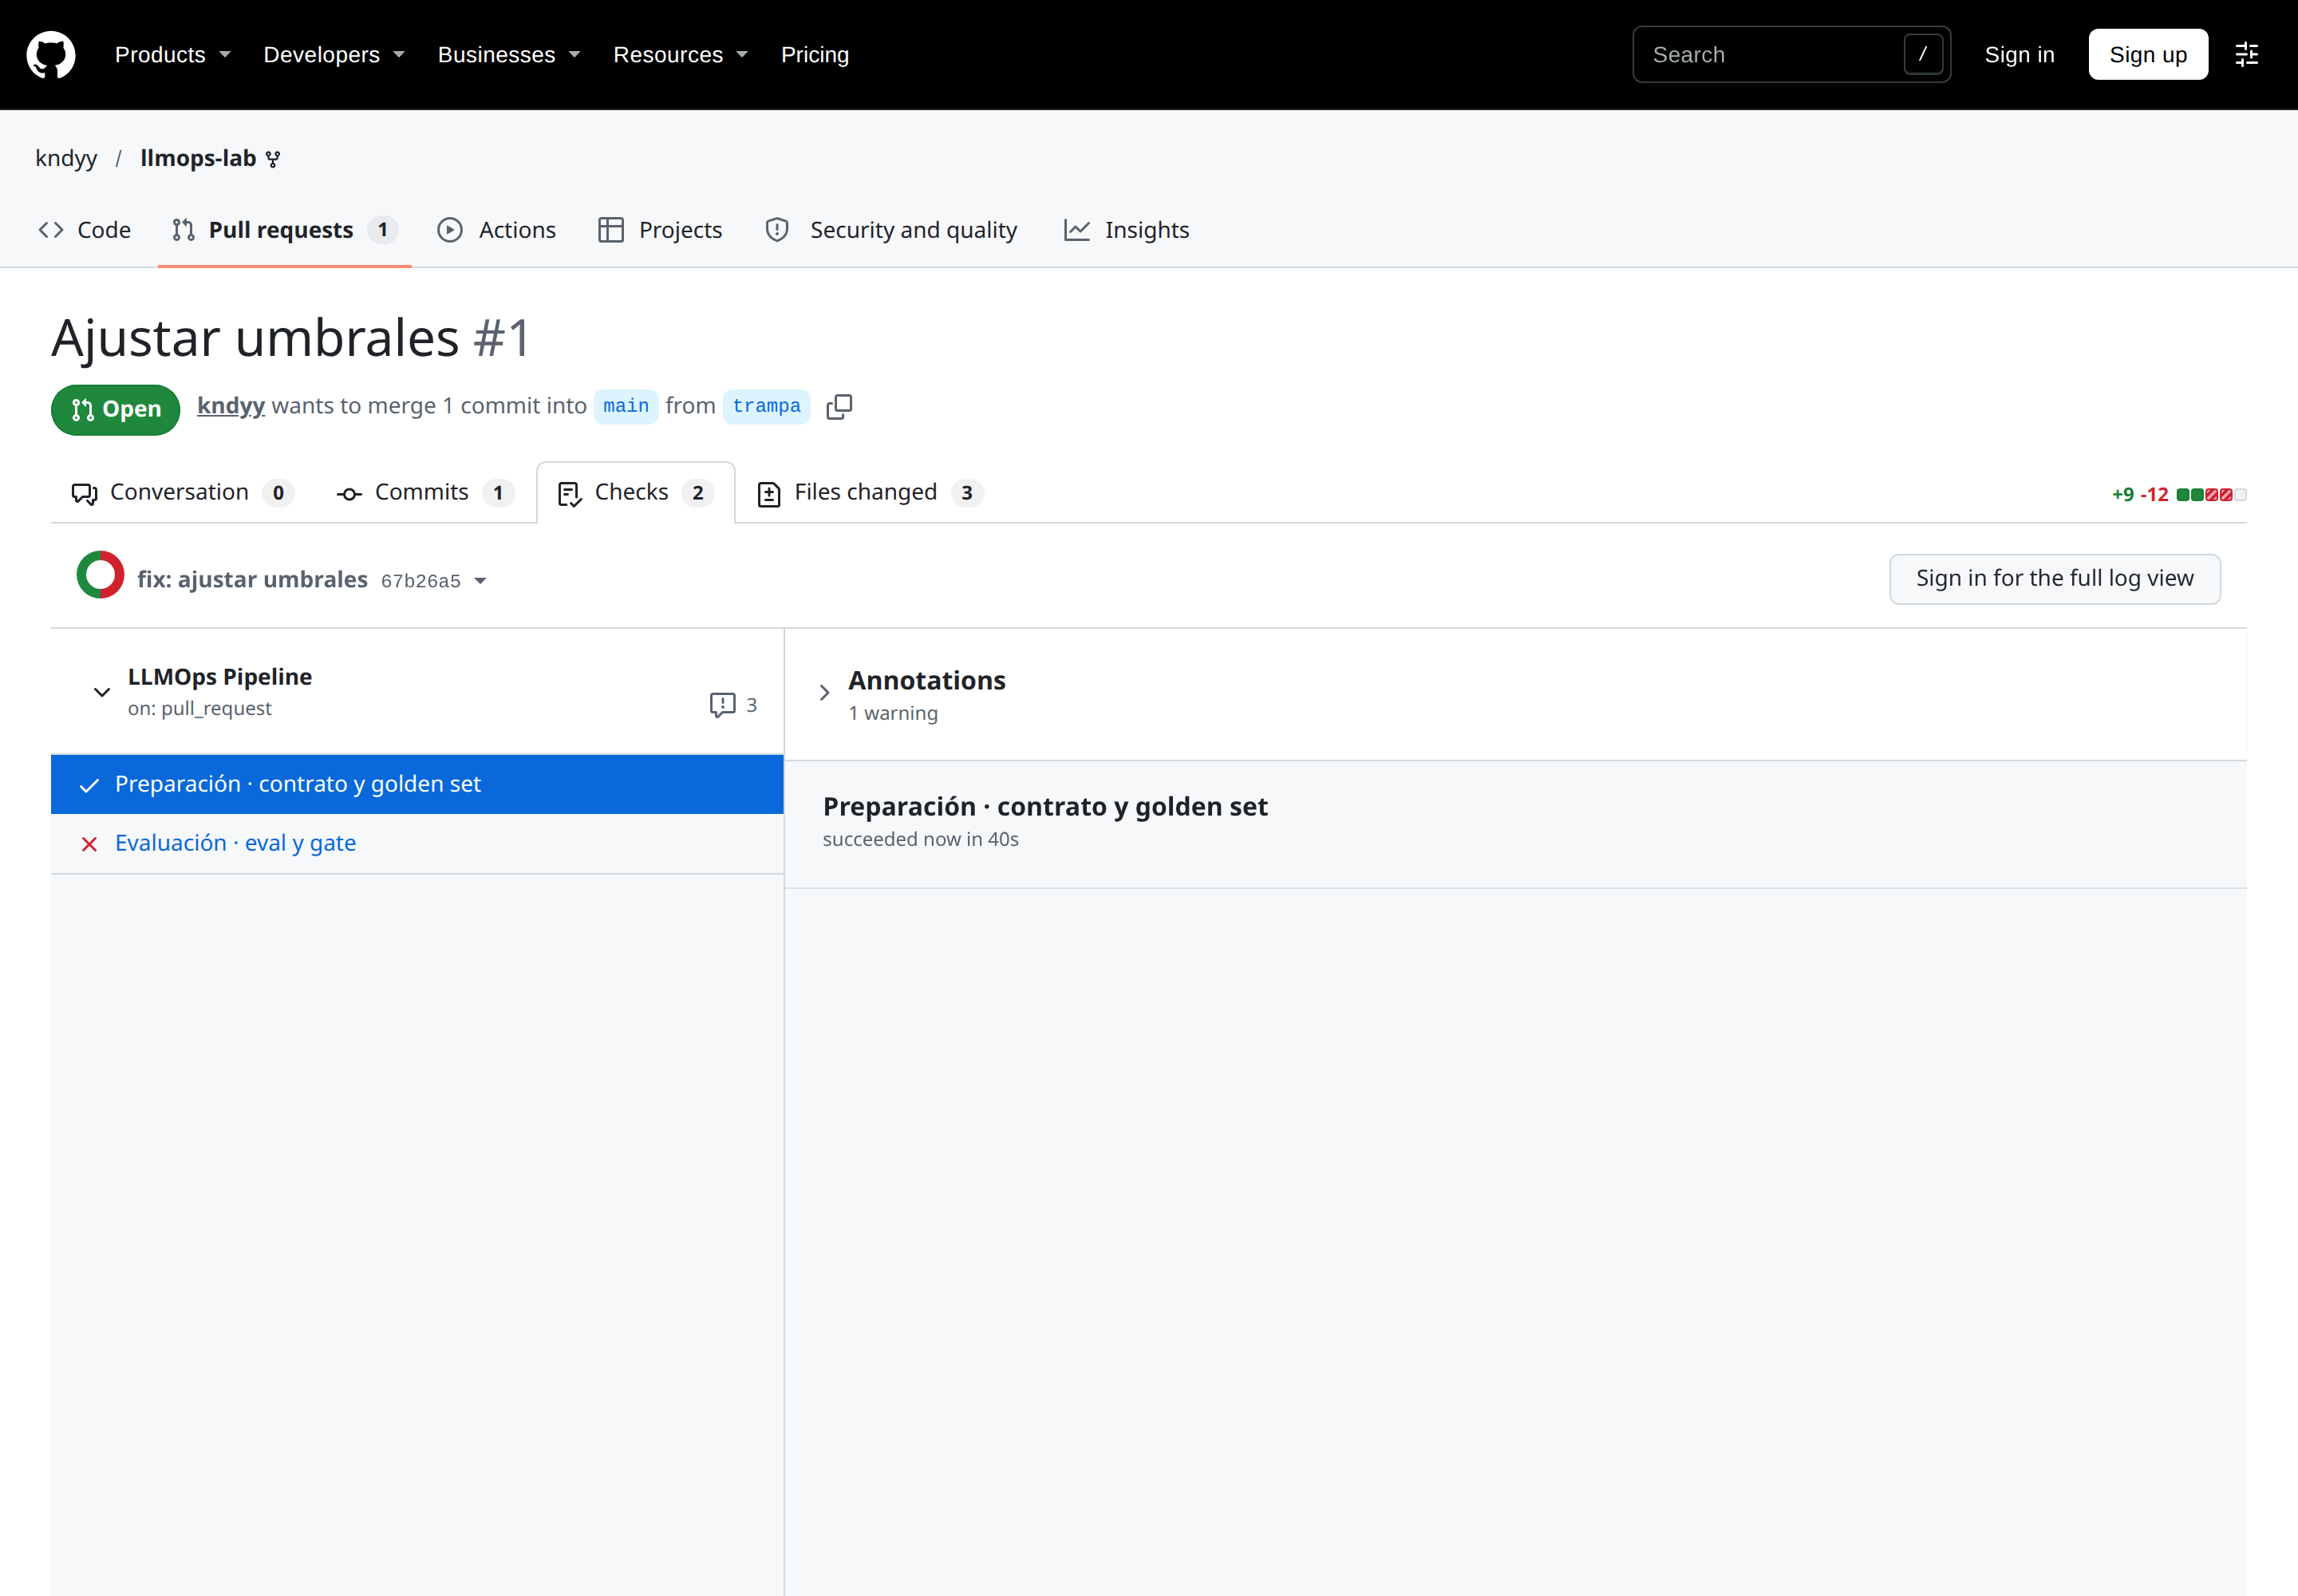 Products Developers Businesses Resources Pricing Search / Sign in Sign up
kndyy / llmops-lab
Code Pull requests 1 Actions Projects Security and quality Insights
Ajustar umbrales #1
Open kndyy wants to merge 1 commit into main from trampa
Conversation 0 Commits 1 Checks 2 Files changed 3 +9 -12
fix: ajustar umbrales 67b26a5 Sign in for the full log view
LLMOps Pipeline
on: pull_request
3
Preparación · contrato y golden set
Evaluación · eval y gate
Annotations
1 warning
Preparación · contrato y golden set
succeeded now in 40s